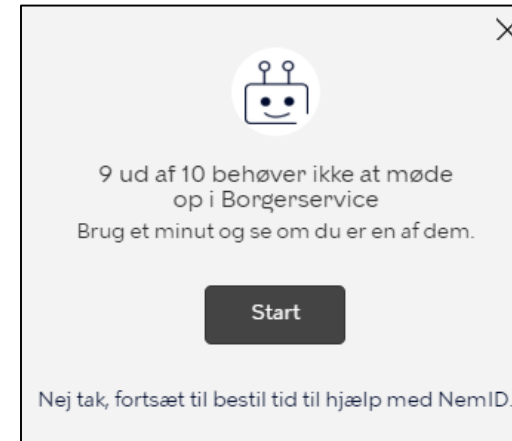 9 ud af 10 behøver ikke at møde
op i Borgerservice
Brug et minut og se om du er en af dem.
Start
Nej tak, fortsæt til bestil tid til hjælp med NemID.